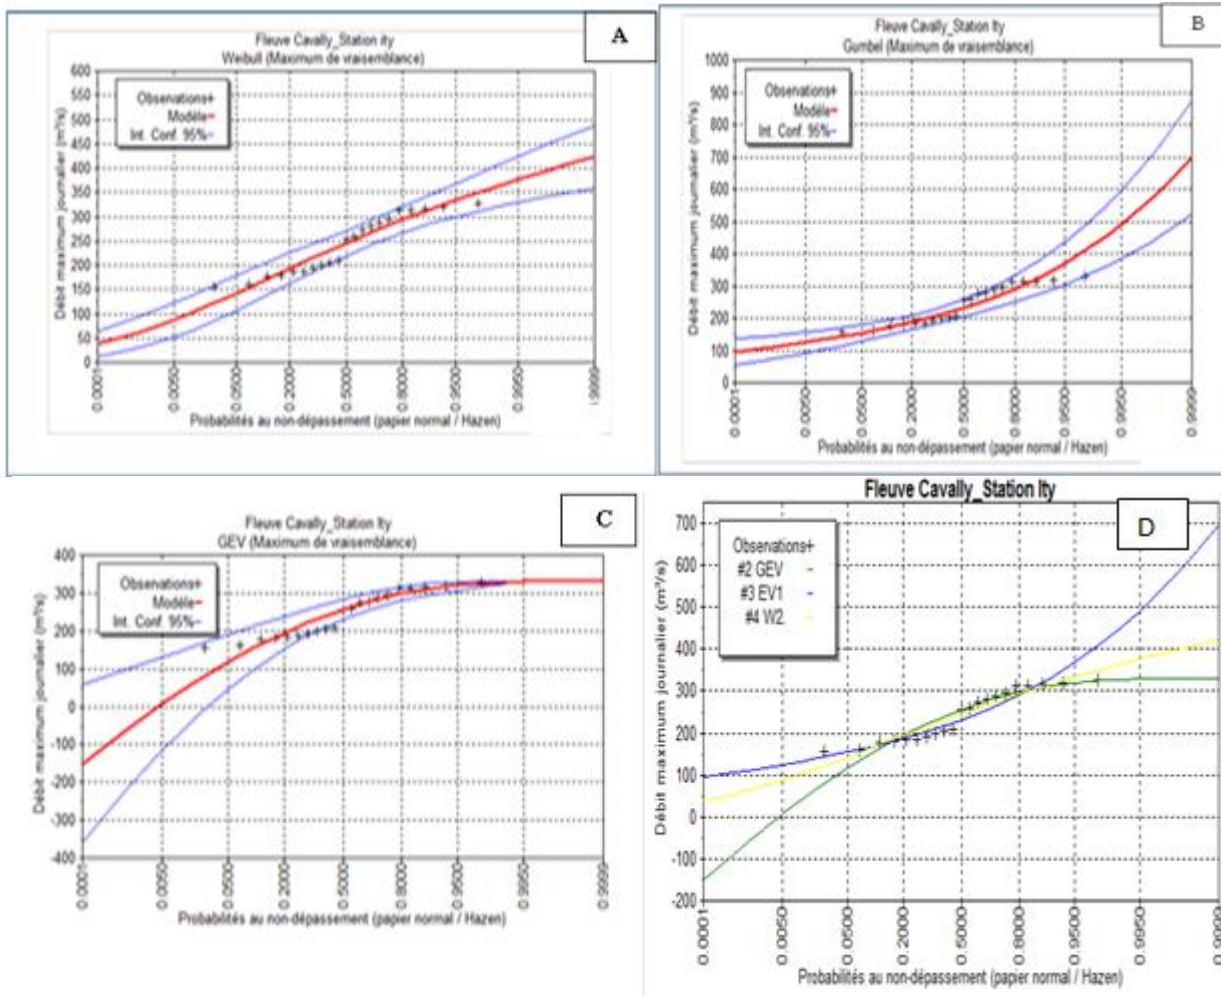 A
Fleuve Cavally_Station ity
Weibull (Maximum de vraisemblance)
Observations+
Modèle
Int. Conf. 95%
Débit maximum journalier (m³/s)
600
550
500
450
400
350
300
250
200
150
100
50
0
0.0001
0.0050
0.0500
0.2000
0.5000
0.8000
0.9500
0.9950
0.9999
Probabilités au non-dépassement (papier normal / Hazen)
B
Fleuve Cavally_Station Ity
Gumbel (Maximum de vraisemblance)
Observations+
Modèle
Int. Conf. 95%
Débit maximum journalier (m³/s)
1000
900
800
700
600
500
400
300
200
100
0
0.0001
0.0050
0.0500
0.2000
0.5000
0.8000
0.9500
0.9950
0.9999
Probabilités au non-dépassement (papier normal / Hazen)
C
Fleuve Cavally_Station Ity
GEV (Maximum de vraisemblance)
Observations+
Modèle
Int. Conf. 95%
Débit maximum journalier (m³/s)
400
300
200
100
0
-100
-200
-300
-400
0.0001
0.0050
0.0500
0.2000
0.5000
0.8000
0.9500
0.9950
0.9999
Probabilités au non-dépassement (papier normal / Hazen)
Fleuve Cavally_Station Ity
D
Observations+
#2 GEV
#3 EV1
#4 W2
Débit maximum journalier (m³/s)
700
600
500
400
300
200
100
0
-100
-200
0.0001
0.0050
0.0500
0.2000
0.5000
0.8000
0.9500
0.9950
0.9999
Probabilités au non-dépassement (papier normal / Hazen)